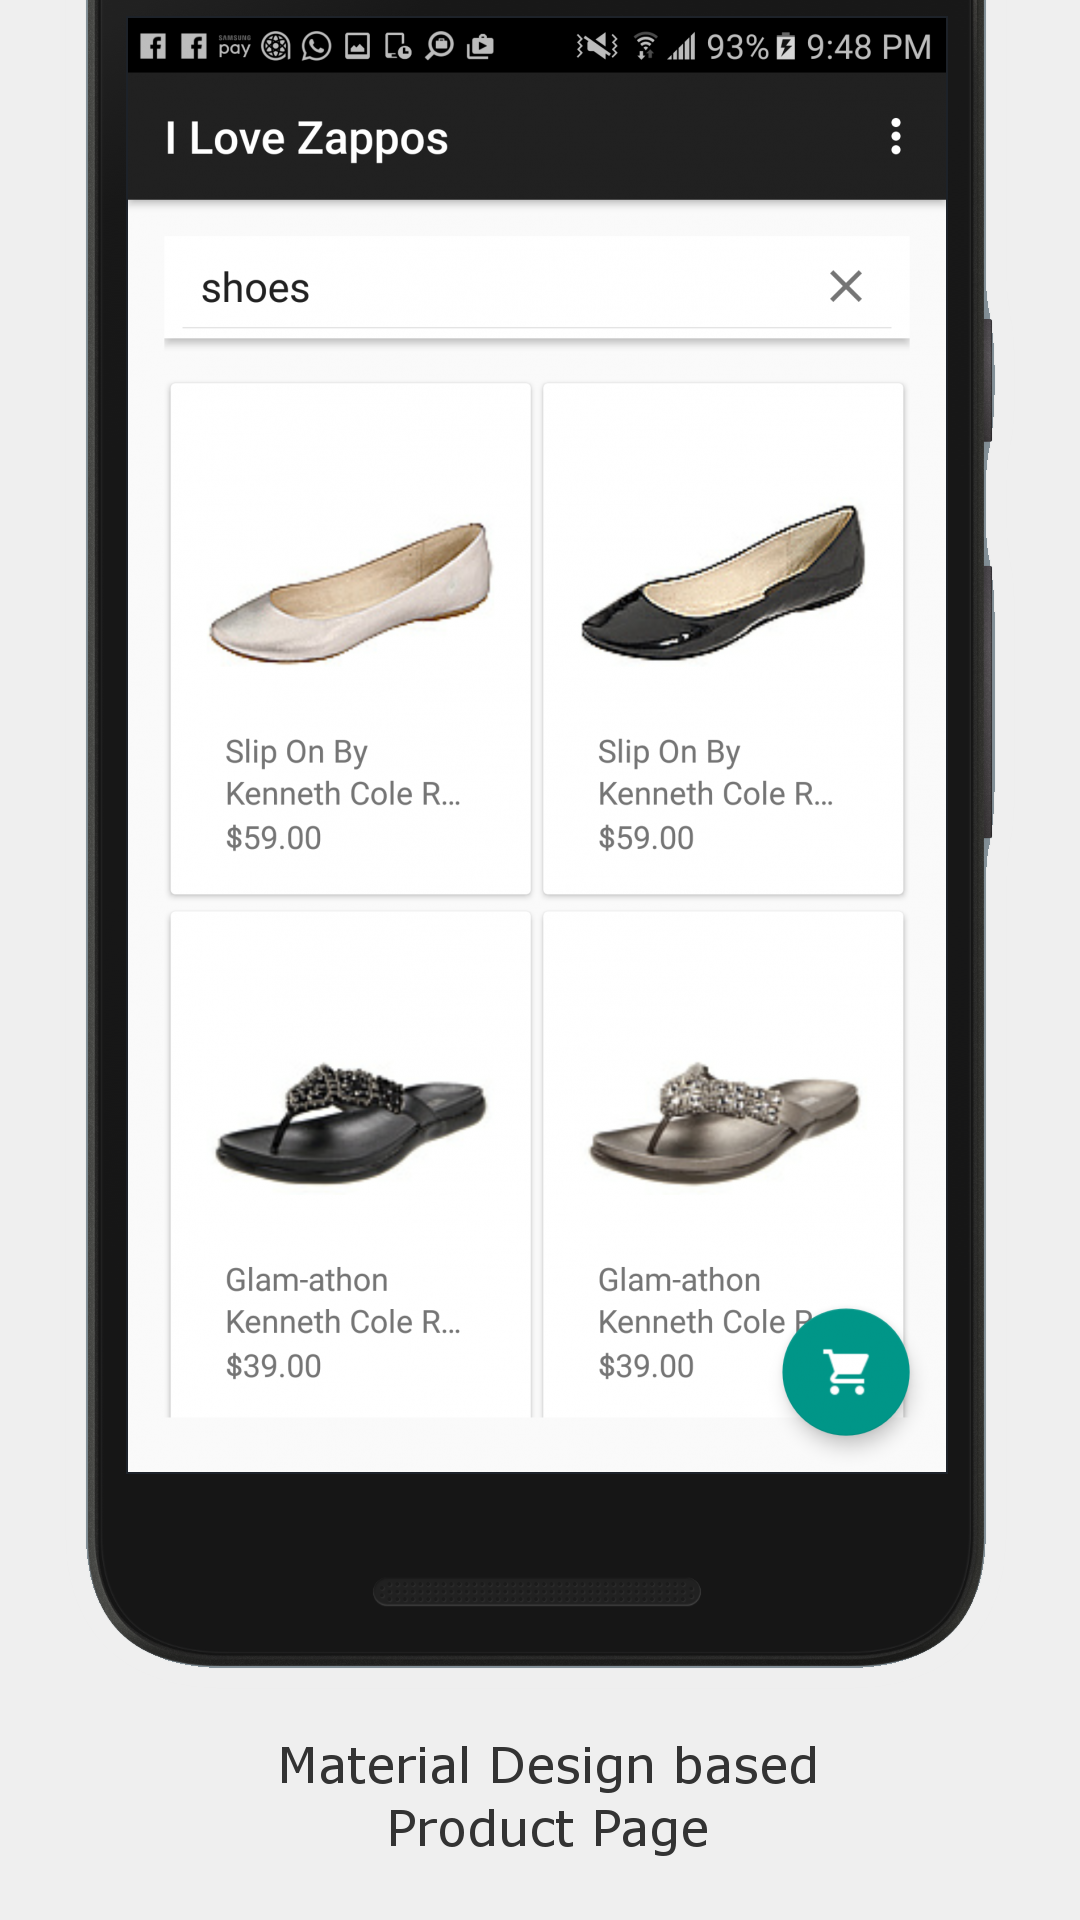 SAMSUNG
pay
93% 9:48 PM
I Love Zappos
shoes
Slip On By
Kenneth Cole R...
$59.00
Slip On By
Kenneth Cole R...
$59.00
Glam-athon
Kenneth Cole R...
$39.00
Glam-athon
Kenneth Cole
$39.00
Material Design based
Product Page